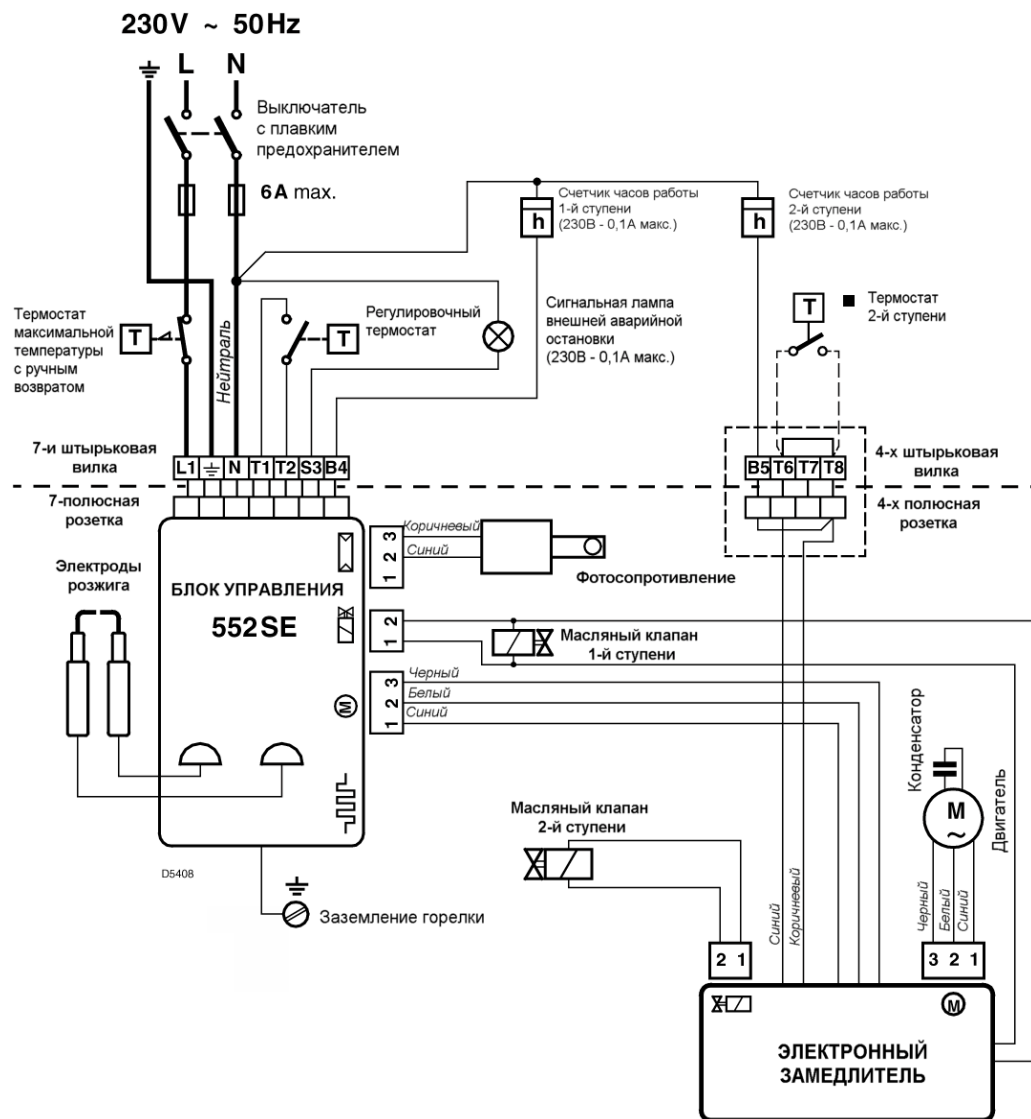 230V ~ 50Hz
L N
Выключатель
с плавким
предохранителем
6A max.
Счетчик часов работы
1-й ступени
(230В - 0,1А макс.)
h
Счетчик часов работы
2-й ступени
(230В - 0,1А макс.)
h
Термостат
максимальной
температуры
с ручным
возвратом
T
Нейтраль
Регулировочный
термостат
T
Сигнальная лампа
внешней аварийной
остановки
(230В - 0,1А макс.)
T
Термостат
2-й ступени
7-и штырьковая
вилка
L1 N T1 T2 S3 B4
B5 T6 T7 T8
4-х штырьковая
вилка
7-полюсная
розетка
4-х полюсная
розетка
Электроды
розжига
БЛОК УПРАВЛЕНИЯ
552SE
1 2 3
Коричневый
Синий
Фотосопротивление
1 2
Масляный клапан
1-й ступени
M
1 2 3
Черный
Белый
Синий
Масляный клапан
2-й ступени
Конденсатор
M
~
Двигатель
D5408
Заземление горелки
Синий
Коричневый
Черный
Белый
Синий
2 1
3 2 1
M
ЭЛЕКТРОННЫЙ
ЗАМЕДЛИТЕЛЬ